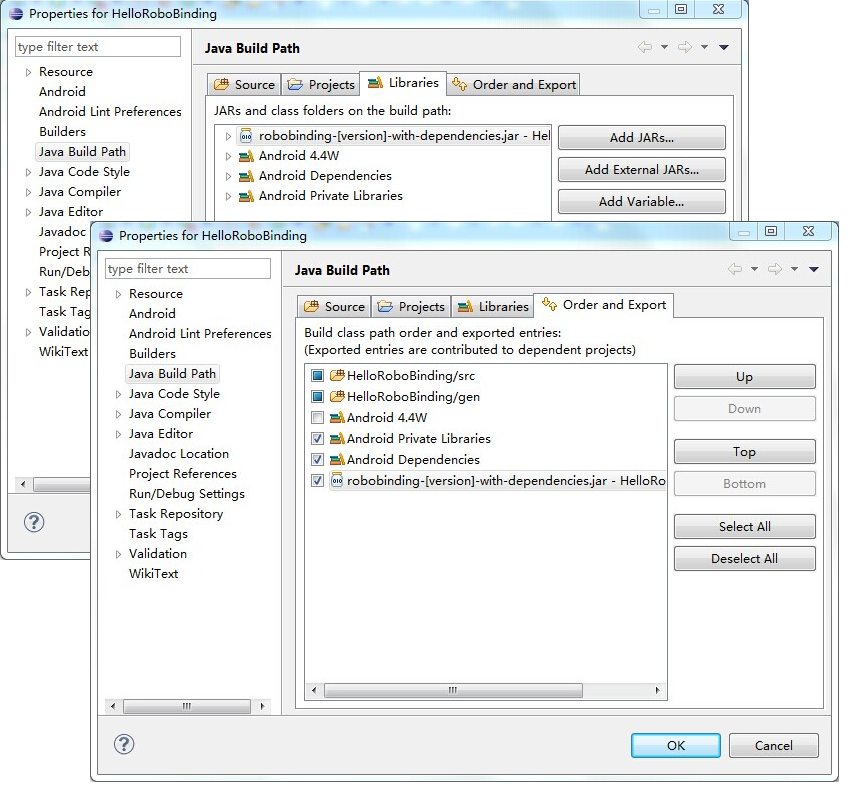 Properties for HelloRoboBinding
type filter text
Resource
Android
Android Lint Preferences
Builders
Java Build Path
Java Code Style
Java Compiler
Java Editor
Javadoc
Project R
Run/Deb
Task Rep
Task Tag
Validatio
WikiText
Java Build Path
Source
Projects
Libraries
Order and Export
JARs and class folders on the build path:
robobinding-[version]-with-dependencies.jar - Hel
Android 4.4W
Android Dependencies
Android Private Libraries
Add JARs...
Add External JARs...
Add Variable...
Properties for HelloRoboBinding
type filter text
Resource
Android
Android Lint Preferences
Builders
Java Build Path
Java Code Style
Java Compiler
Java Editor
Javadoc Location
Project References
Run/Debug Settings
Task Repository
Task Tags
Validation
WikiText
Java Build Path
Source
Projects
Libraries
Order and Export
Build class path order and exported entries:
(Exported entries are contributed to dependent projects)
HelloRoboBinding/src
HelloRoboBinding/gen
Android 4.4W
Android Private Libraries
Android Dependencies
robobinding-[version]-with-dependencies.jar - HelloRo
Up
Down
Top
Bottom
Select All
Deselect All
OK
Cancel